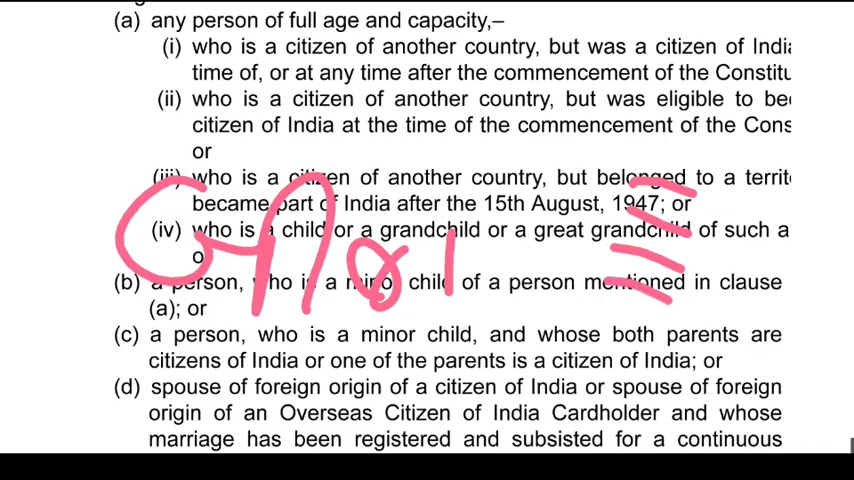 (a) any person of full age and capacity,–
(i) who is a citizen of another country, but was a citizen of India
time of, or at any time after the commencement of the Constitu
(ii) who is a citizen of another country, but was eligible to be
citizen of India at the time of the commencement of the Cons
or
(iii) who is a citizen of another country, but belonged to a territ
became part of India after the 15th August, 1947; or
(iv) who is a child or a grandchild or a great grandchild of such a
or
(b) a person, who is a minor child of a person mentioned in clause
(a); or
(c) a person, who is a minor child, and whose both parents are
citizens of India or one of the parents is a citizen of India; or
(d) spouse of foreign origin of a citizen of India or spouse of foreign
origin of an Overseas Citizen of India Cardholder and whose
marriage has been registered and subsisted for a continuous